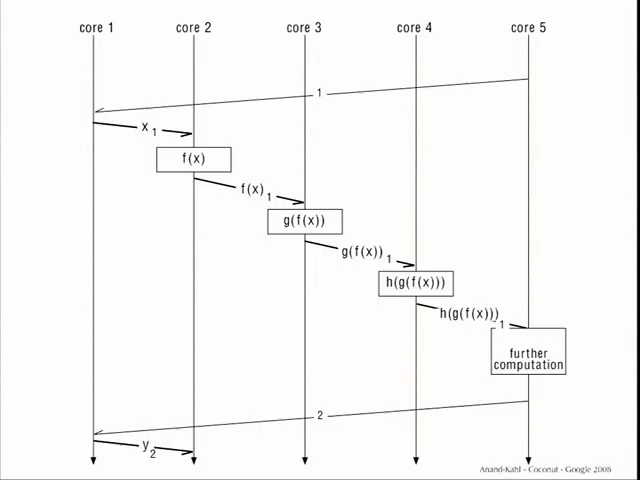 core 1 core 2 core 3 core 4 core 5
1
x 1
f(x)
f(x) 1
g(f(x))
g(f(x)) 1
h(g(f(x)))
h(g(f(x))) 1
further
computation
2
y 2
Anand-Kahl - Coconut - Google 2008